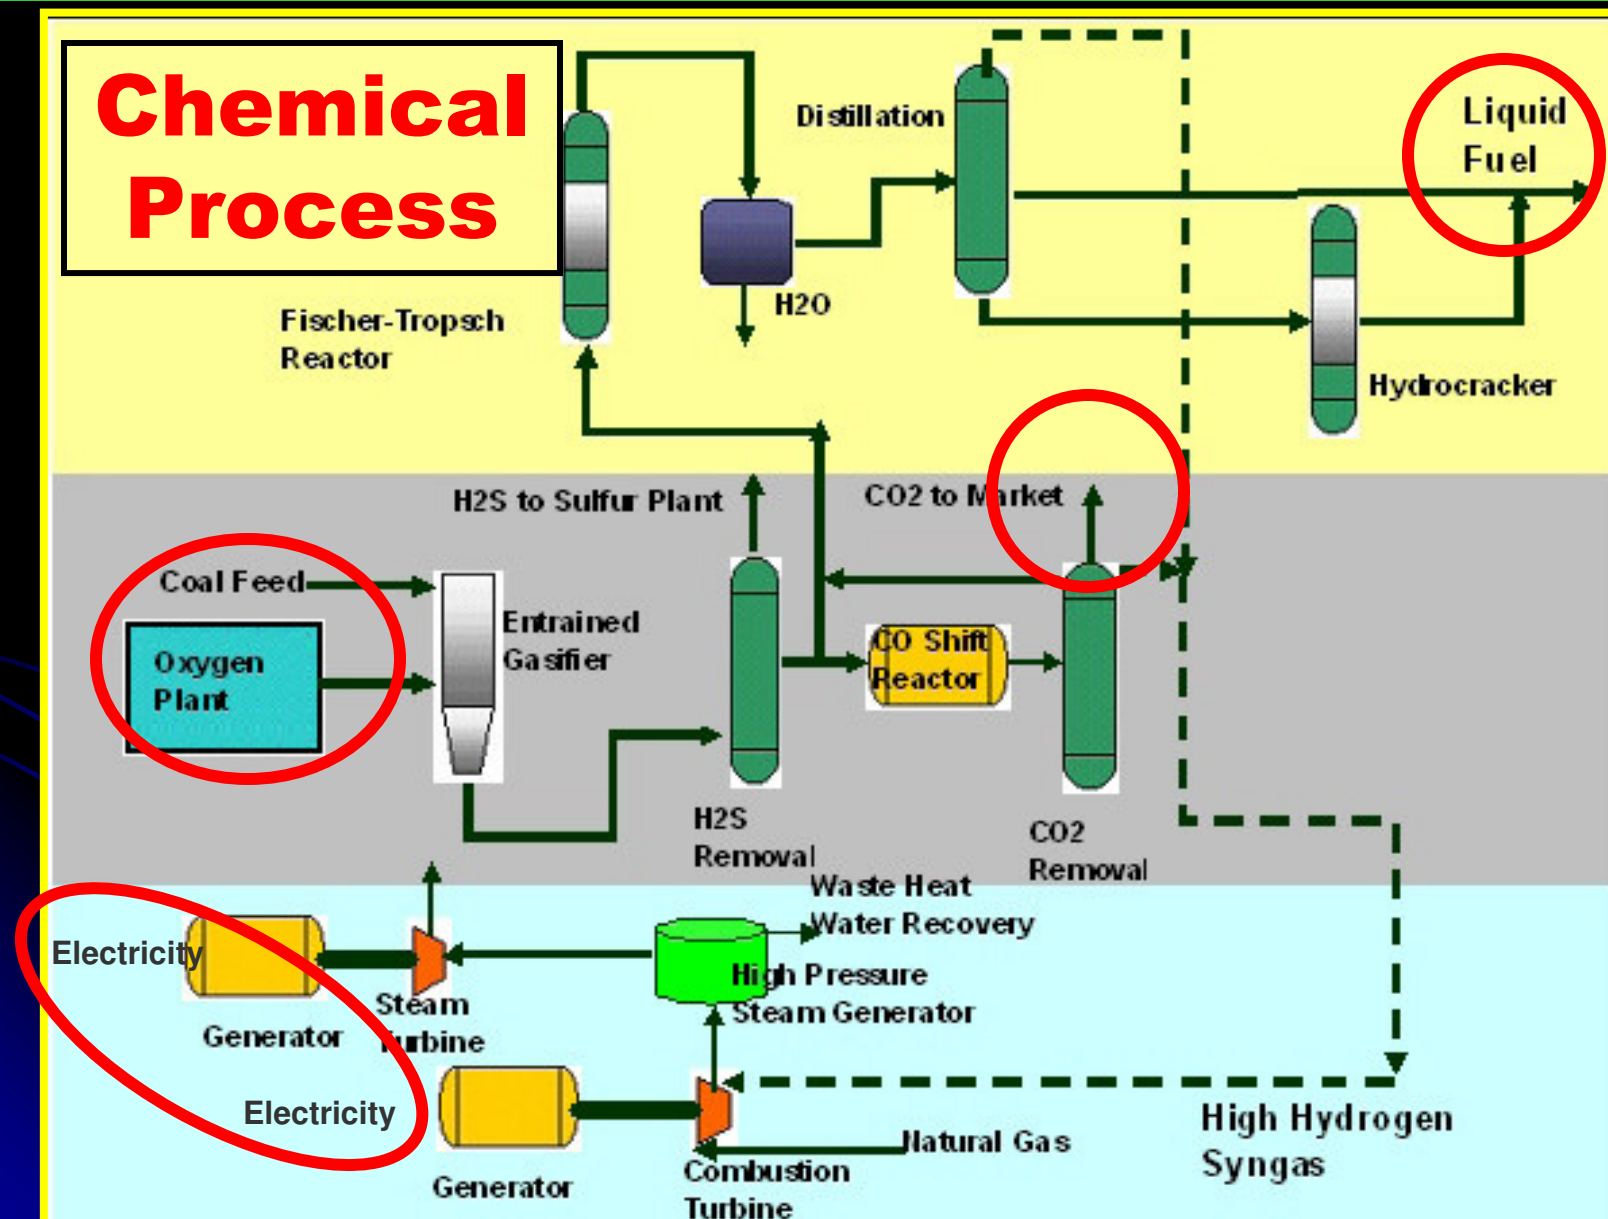 Chemical
Process
Distillation
Liquid
Fuel
H2O
Fischer-Tropsch
Reactor
Hydrocracker
H2S to Sulfur Plant
CO2 to Market
Coal Feed
Entrained
Gasifier
Oxygen
Plant
CO Shift
Reactor
H2S
Removal
CO2
Removal
Waste Heat
Water Recovery
Electricity
High Pressure
Steam Generator
Steam
Turbine
Generator
Electricity
High Hydrogen
Syngas
Natural Gas
Combustion
Turbine
Generator